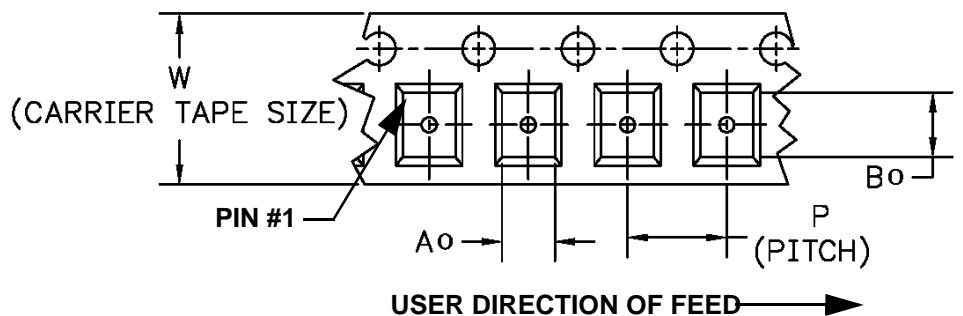 W
(CARRIER TAPE SIZE)
Bo
PIN #1
Ao
P
(PITCH)
USER DIRECTION OF FEED